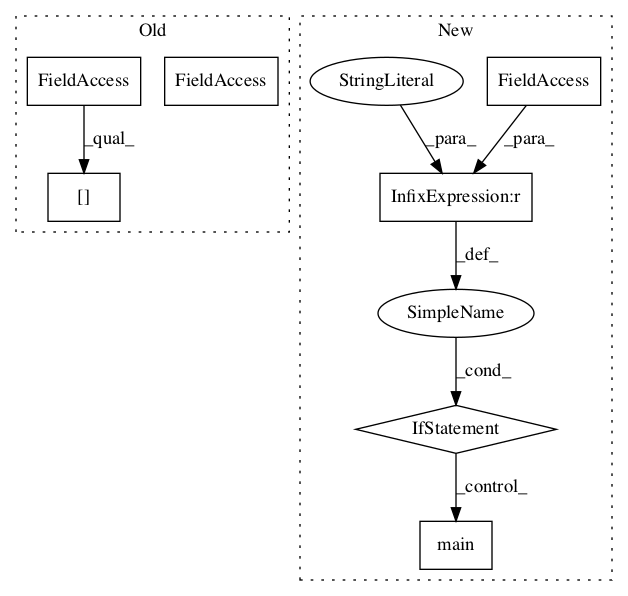 Old
New
FieldAccess
FieldAccess
StringLiteral
FieldAccess
_qual_
_para_
_para_
[]
InfixExpression:r
_def_
SimpleName
_cond_
IfStatement
_control_
main